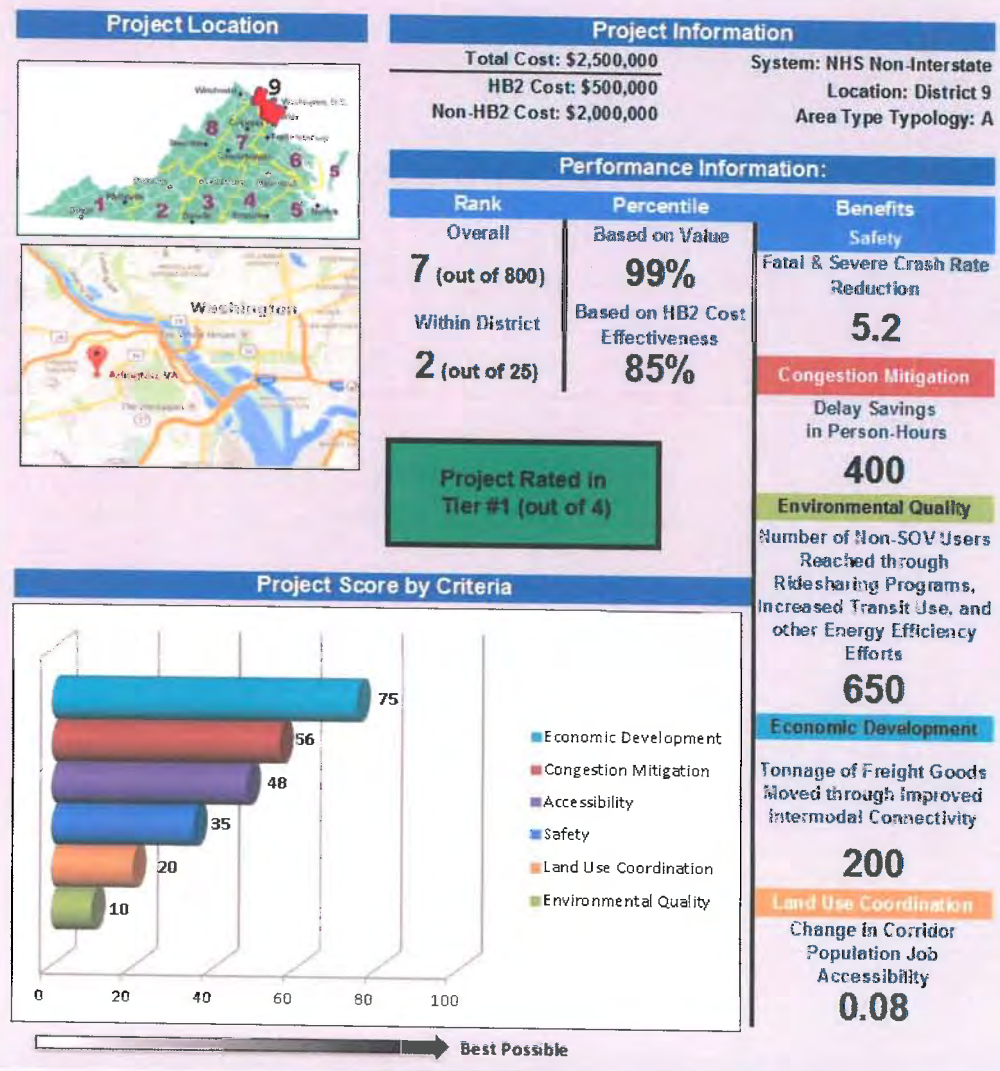 Project Location
9
8
7
6
5
1
2
3
4
5
Washington
Arlington, VA
Project Information
Total Cost: $2,500,000
HB2 Cost: $500,000
Non-HB2 Cost: $2,000,000
System: NHS Non-Interstate
Location: District 9
Area Type Typology: A
Performance Information:
Rank
Overall
7 (out of 800)
Within District
2 (out of 25)
Percentile
Based on Value
99%
Based on HB2 Cost
Effectiveness
85%
Project Rated in
Tier #1 (out of 4)
Benefits
Safety
Fatal & Severe Crash Rate
Reduction
5.2
Congestion Mitigation
Delay Savings
in Person-Hours
400
Environmental Quality
Number of Non-SOV Users
Reached through
Ridesharing Programs,
Increased Transit Use, and
other Energy Efficiency
Efforts
650
Economic Development
Tonnage of Freight Goods
Moved through Improved
Intermodal Connectivity
200
Land Use Coordination
Change in Corridor
Population Job
Accessibility
0.08
Project Score by Criteria
75
56
48
35
20
10
0 20 40 60 80 100
Economic Development
Congestion Mitigation
Accessibility
Safety
Land Use Coordination
Environmental Quality
Best Possible